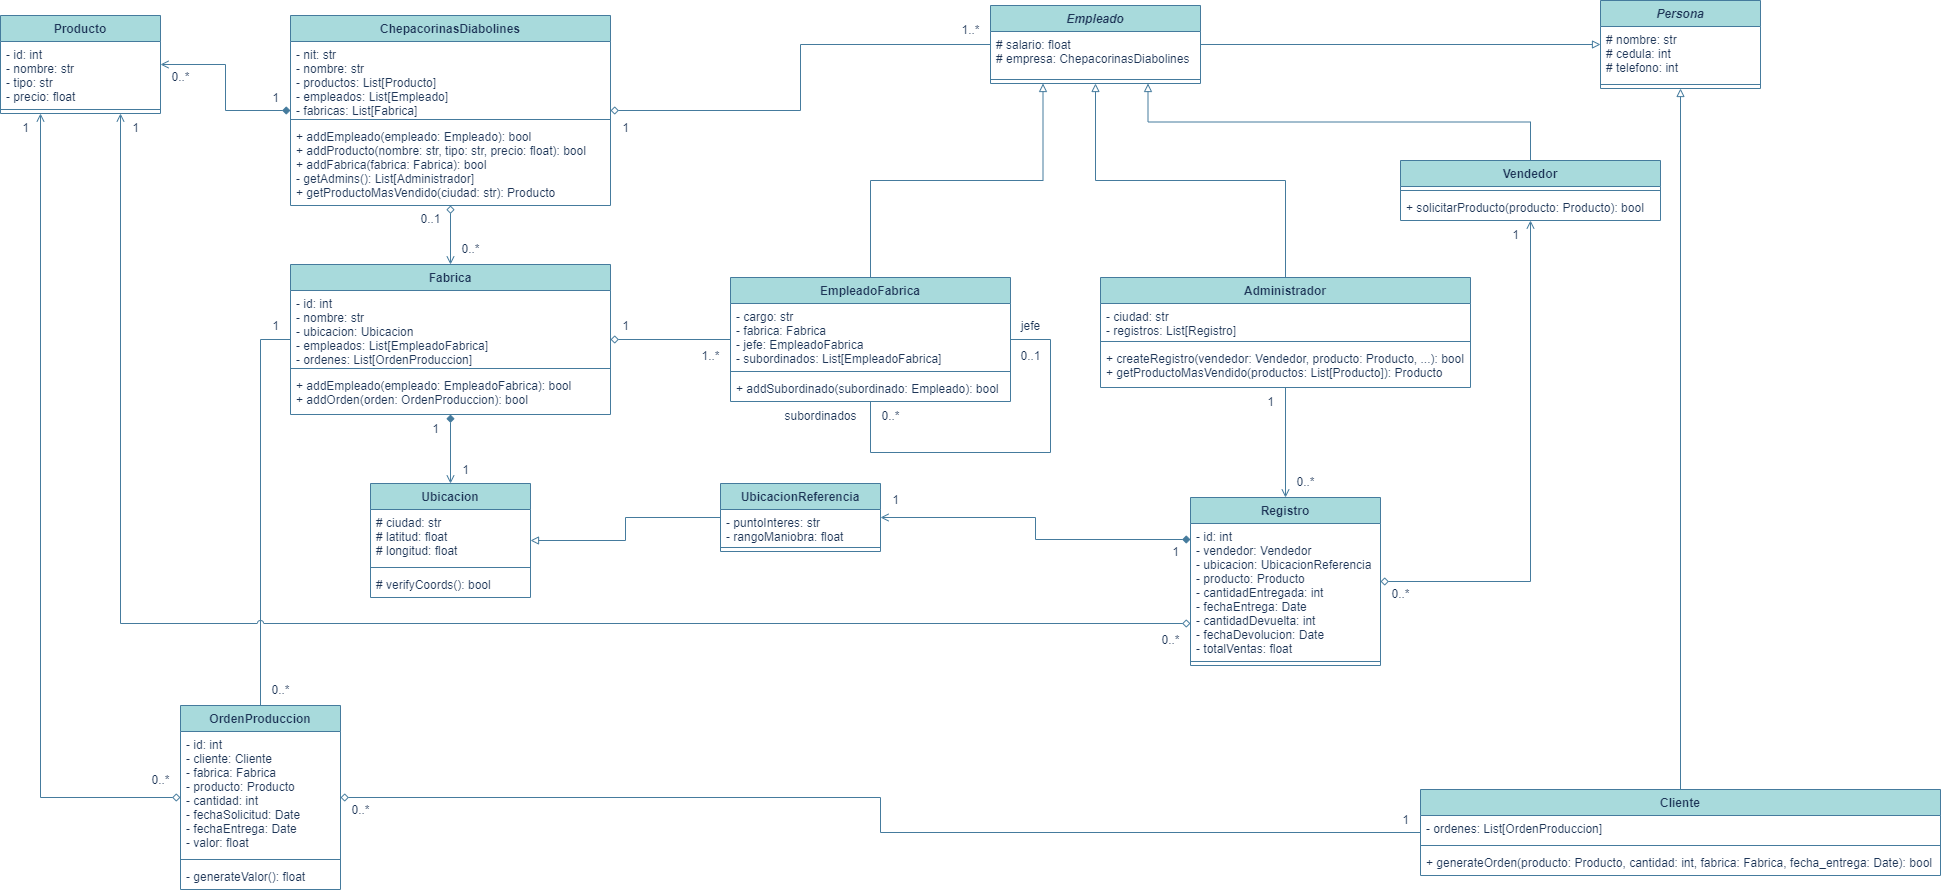 Producto
- id: int
- nombre: str
- tipo: str
- precio: float
0..*
1
1
1
ChepacorinasDiabolines
- nit: str
- nombre: str
- productos: List[Producto]
- empleados: List[Empleado]
- fabricas: List[Fabrica]
+ addEmpleado(empleado: Empleado): bool
+ addProducto(nombre: str, tipo: str, precio: float): bool
+ addFabrica(fabrica: Fabrica): bool
- getAdmins(): List[Administrador]
+ getProductoMasVendido(ciudad: str): Producto
1
1..*
0..1
0..*
Empleado
# salario: float
# empresa: ChepacorinasDiabolines
Persona
# nombre: str
# cedula: int
# telefono: int
Vendedor
+ solicitarProducto(producto: Producto): bool
1
Fabrica
- id: int
- nombre: str
- ubicacion: Ubicacion
- empleados: List[EmpleadoFabrica]
- ordenes: List[OrdenProduccion]
+ addEmpleado(empleado: EmpleadoFabrica): bool
+ addOrden(orden: OrdenProduccion): bool
1
1
1..*
1
1
EmpleadoFabrica
- cargo: str
- fabrica: Fabrica
- jefe: EmpleadoFabrica
- subordinados: List[EmpleadoFabrica]
+ addSubordinado(subordinado: Empleado): bool
jefe
0..1
subordinados
0..*
Administrador
- ciudad: str
- registros: List[Registro]
+ createRegistro(vendedor: Vendedor, producto: Producto, ...): bool
+ getProductoMasVendido(productos: List[Producto]): Producto
1
0..*
Ubicacion
# ciudad: str
# latitud: float
# longitud: float
# verifyCoords(): bool
UbicacionReferencia
- puntoInteres: str
- rangoManiobra: float
1
1
Registro
- id: int
- vendedor: Vendedor
- ubicacion: UbicacionReferencia
- producto: Producto
- cantidadEntregada: int
- fechaEntrega: Date
- cantidadDevuelta: int
- fechaDevolucion: Date
- totalVentas: float
0..*
0..*
0..*
OrdenProduccion
- id: int
- cliente: Cliente
- fabrica: Fabrica
- producto: Producto
- cantidad: int
- fechaSolicitud: Date
- fechaEntrega: Date
- valor: float
- generateValor(): float
0..*
0..*
1
Cliente
- ordenes: List[OrdenProduccion]
+ generateOrden(producto: Producto, cantidad: int, fabrica: Fabrica, fecha_entrega: Date): bool